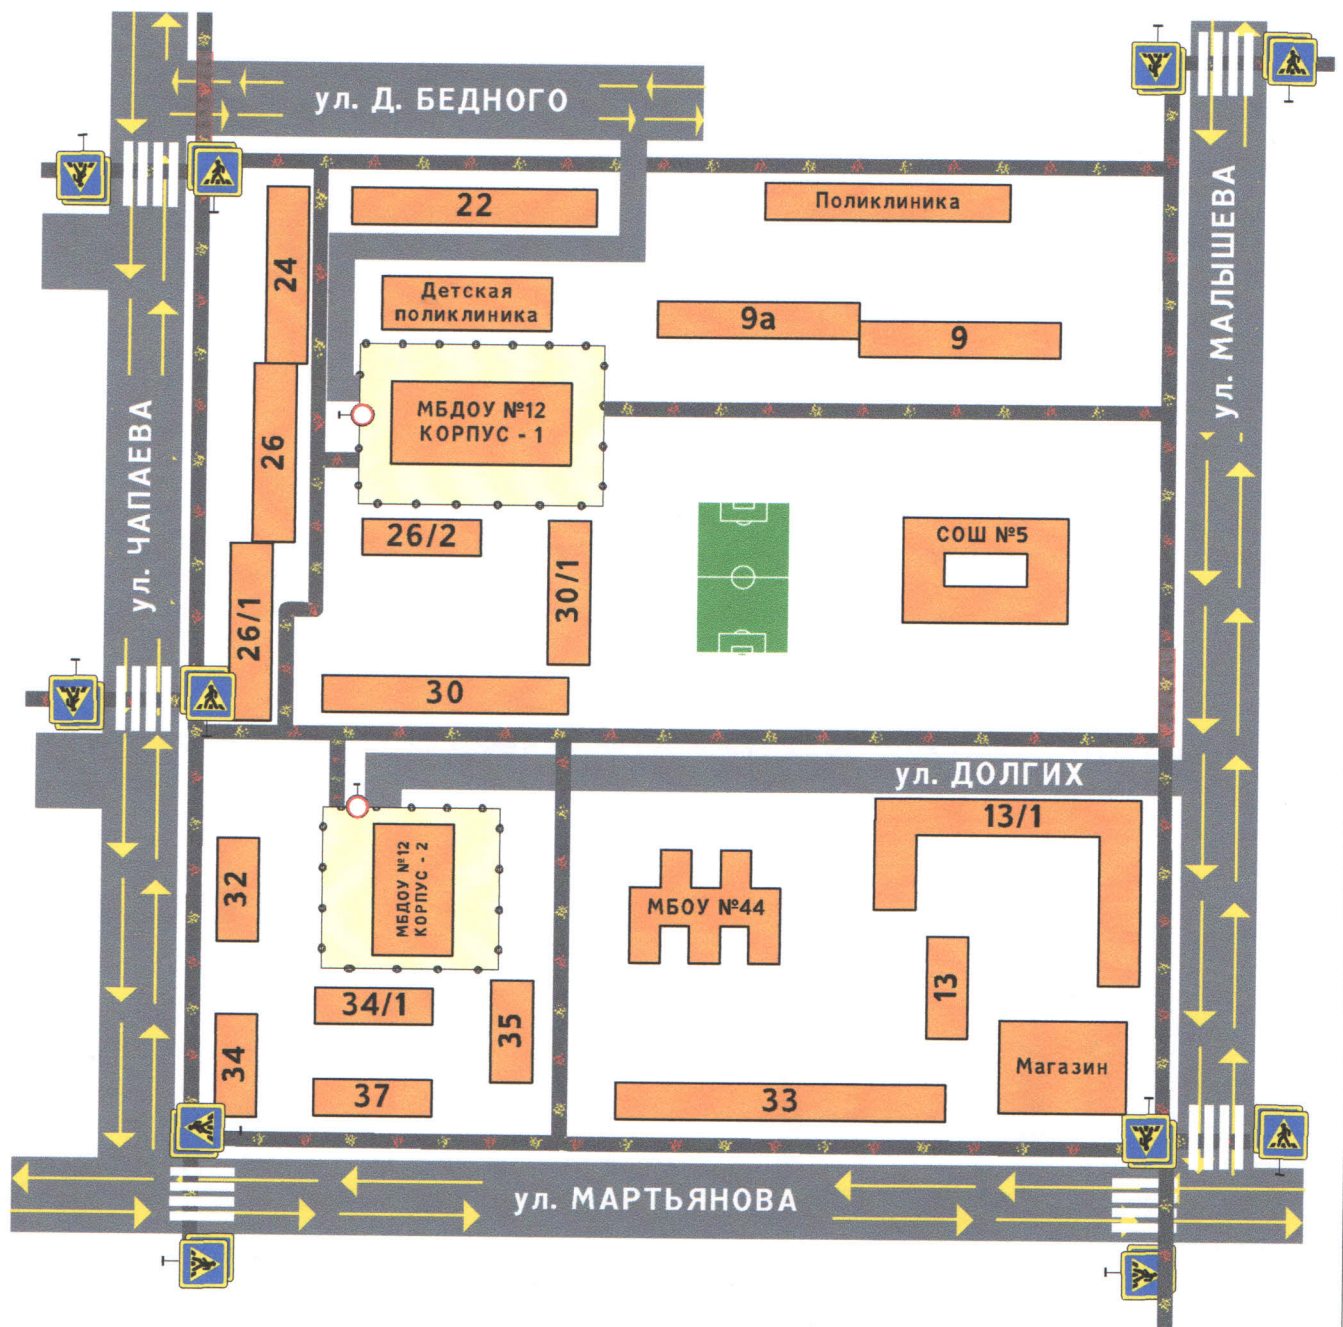 ул. Д. БЕДНОГО
22
Поликлиника
24
Детская
поликлиника
9а
9
ул. МАЛЫШЕВА
МБДОУ №12
КОРПУС - 1
26
ул. ЧАПАЕВА
26/2
30/1
СОШ №5
26/1
30
ул. ДОЛГИХ
13/1
32
МБДОУ №12
КОРПУС - 2
МБОУ №44
13
34/1
35
34
37
33
Магазин
ул. МАРТЬЯНОВА